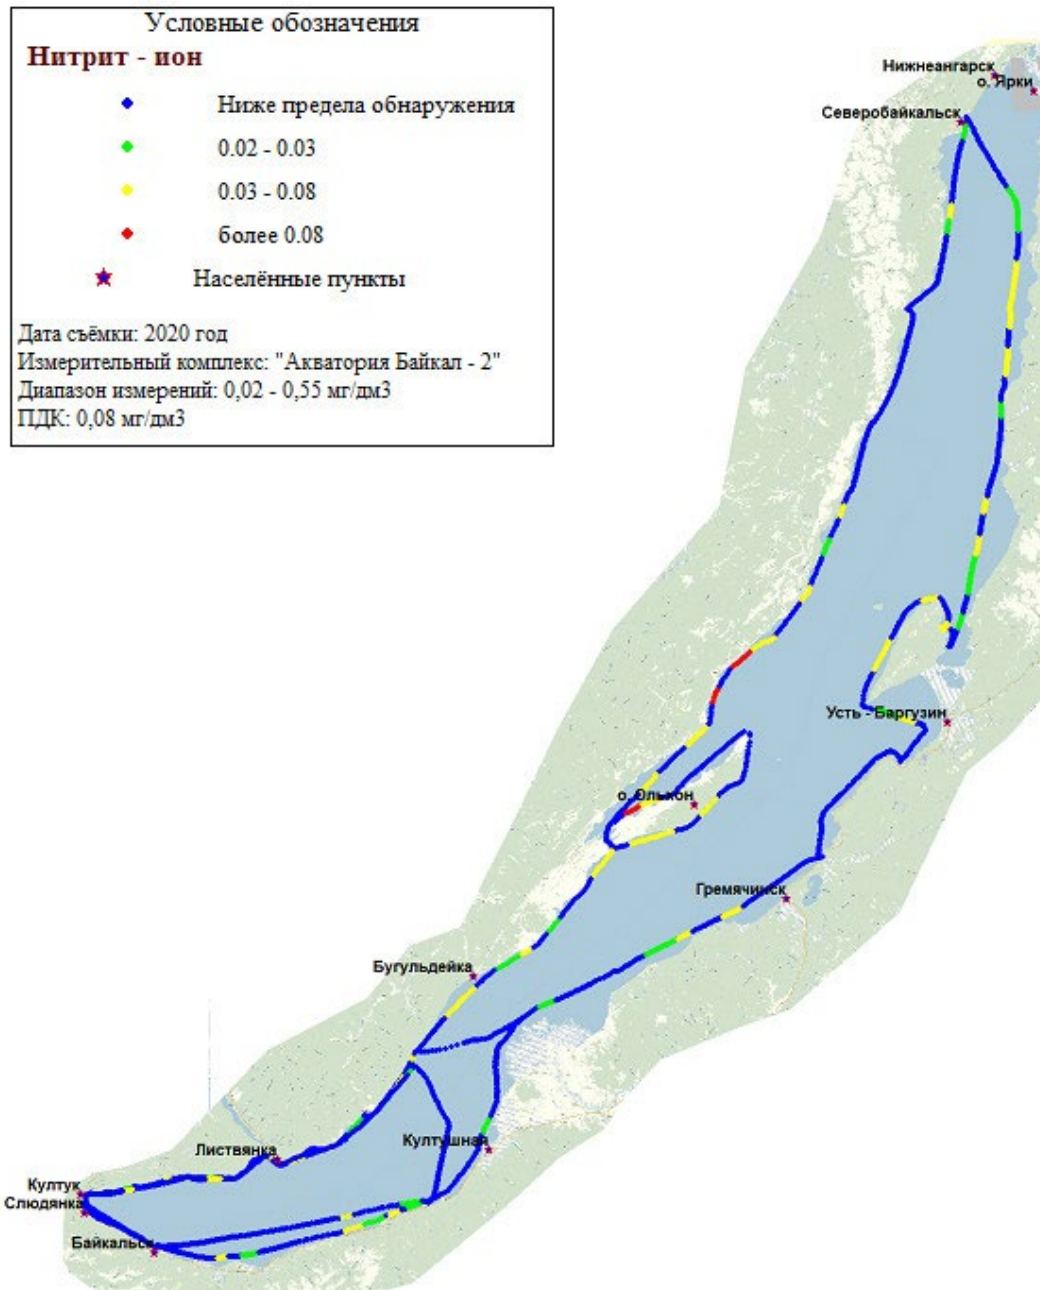 Условные обозначения
Нитрит - ион
Ниже предела обнаружения
0.02 - 0.03
0.03 - 0.08
более 0.08
Населённые пункты
Дата съёмки: 2020 год
Измерительный комплекс: "Акватория Байкал - 2"
Диапазон измерений: 0,02 - 0,55 мг/дм3
ПДК: 0,08 мг/дм3
Нижнеангарск
о. Ярки
Северобайкальск
Усть - Баргузин
о. Ольхон
Гремячинск
Бугульдейка
Листвянка
Култушная
Култук
Слюдянка
Байкальск